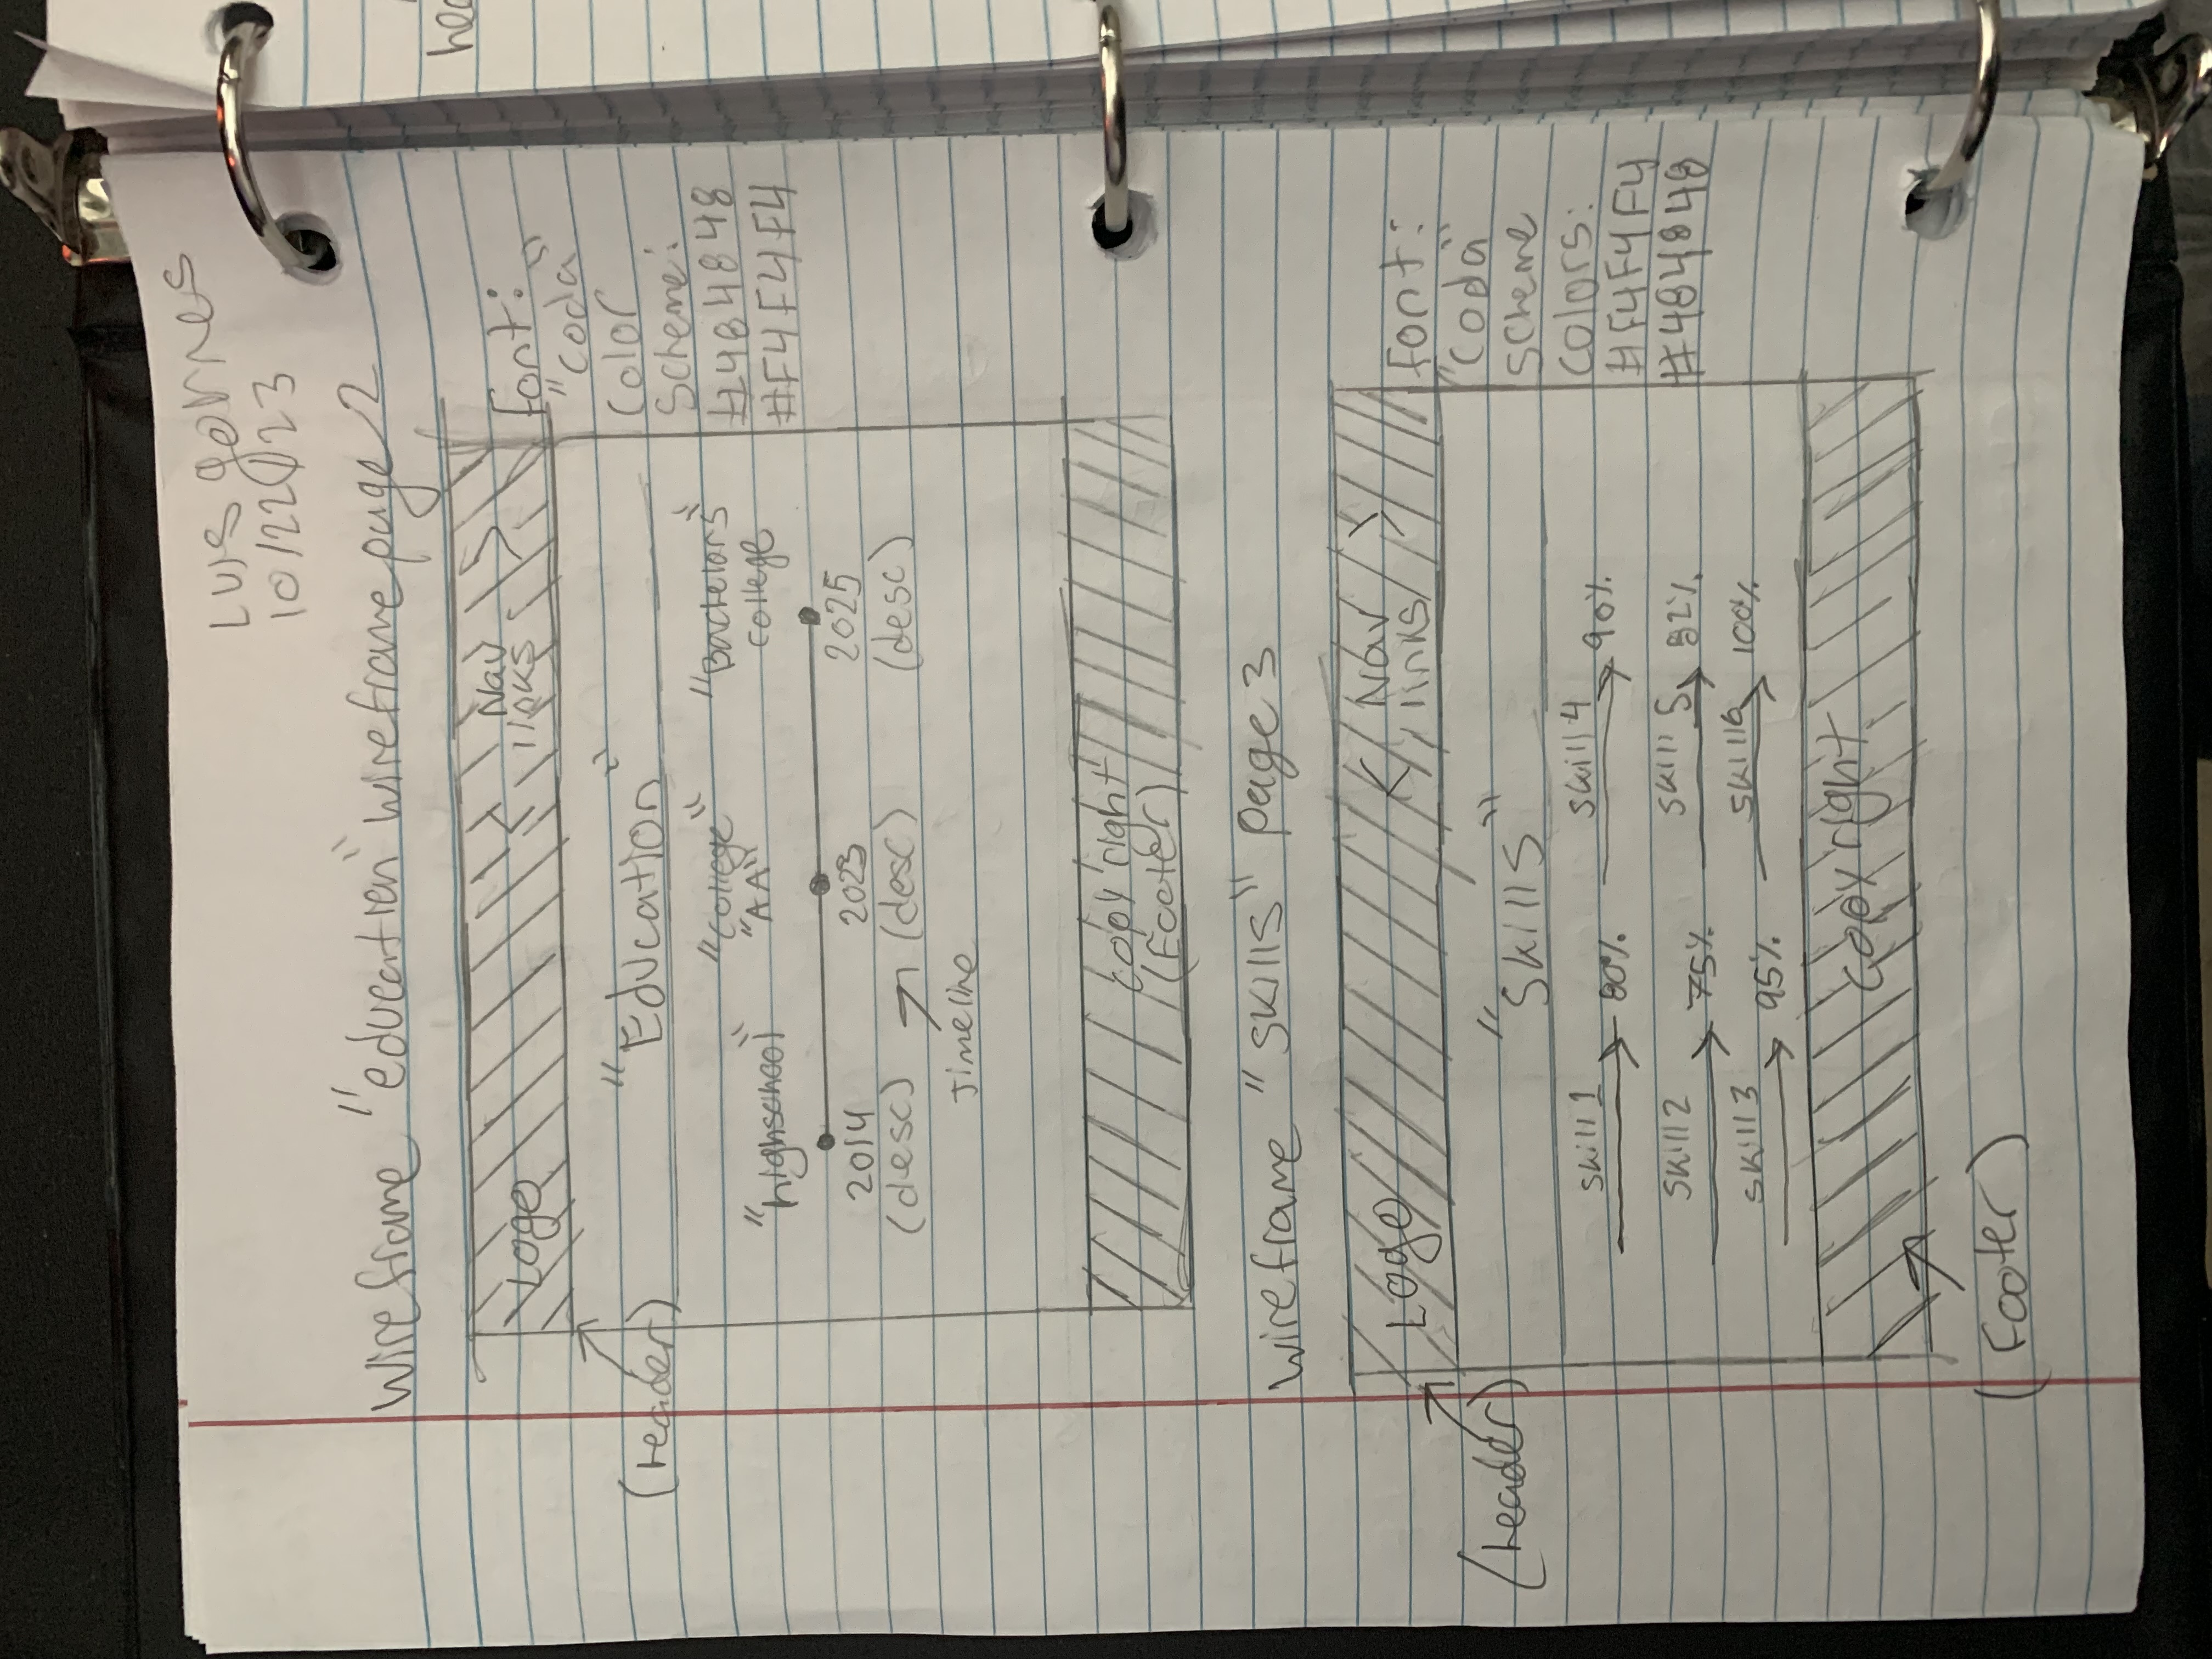 Luis gomes
10/22/23
Wireframe "education" wireframe page 2
Logo
< Nav links >
(header)
"Education"
"highschool"
"college"
"AA"
"Bachelors"
college
2014
2023
2025
(desc)
(desc)
(desc)
Timeline
Copy right
(Footer)
Font:
"coda"
Color
Scheme:
#484848
#F4F4F4
Wireframe "Skills" page 3
Logo
< Nav links >
(header)
"Skills"
Skill 1
80%
Skill 4
90%
Skill 2
75%
Skill 5
82%
Skill 3
95%
Skill 6
100%
Copy right
(Footer)
Font:
"Coda"
Scheme
Colors:
#F4F4F4
#484848